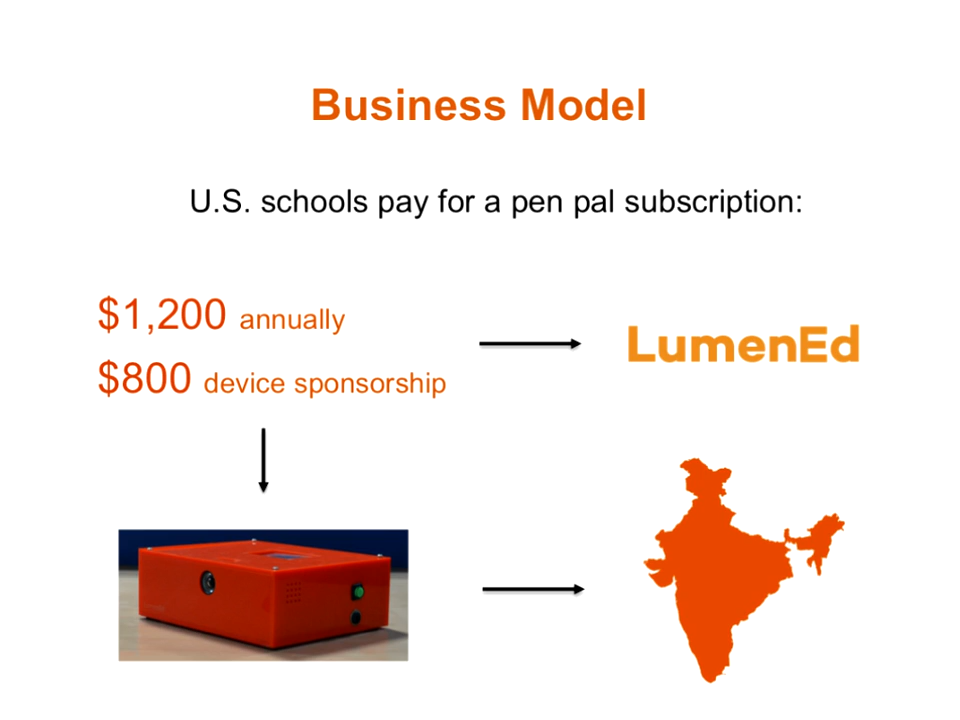 Business Model
U.S. schools pay for a pen pal subscription:
$1,200 annually
$800 device sponsorship
LumenEd